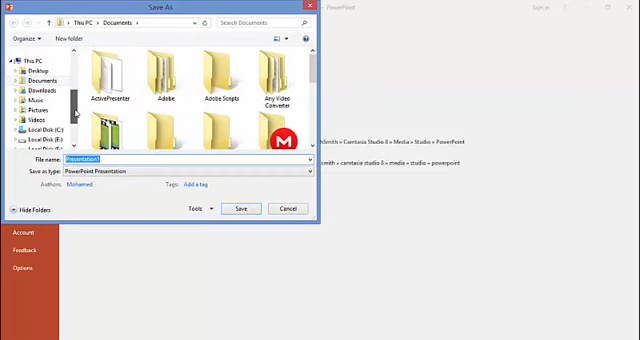 Save As
- PowerPoint
Sign in
This PC
Documents
Search Documents
Organize
New folder
This PC
Desktop
Documents
Downloads
Music
Pictures
Videos
Local Disk (C:)
Local Disk (E:)
ActivePresenter
Adobe
Adobe Scripts
Any Video
Converter
File name:
Presentation1
Save as type:
PowerPoint Presentation
Authors:
Mohamed
Tags:
Add a tag
Hide Folders
Tools
Save
Cancel
Smith » Camtasia Studio 8 » Media » Studio » PowerPoint
smith » camtasia studio 8 » media » studio » powerpoint
Account
Feedback
Options